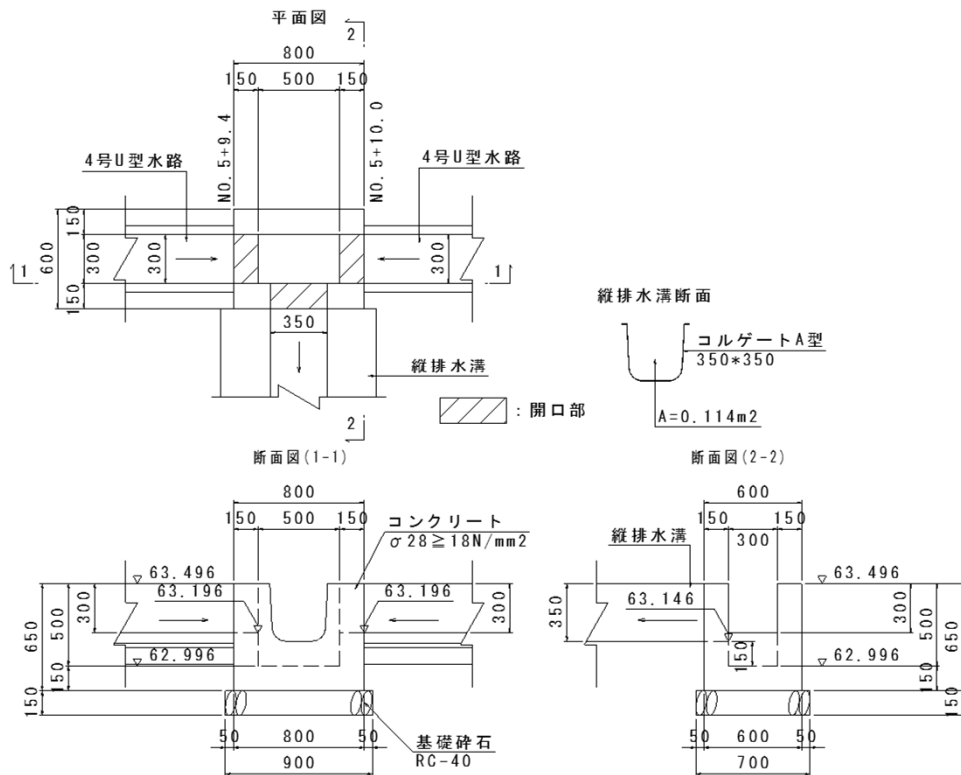 平面図
2
800
150 500 150
NO.5+9.4
NO.5+10.0
4号U型水路
4号U型水路
600
150
300
150
300
300
1
1
350
縦排水溝
2
縦排水溝断面
コルゲートA型
350*350
A=0.114m2
:開口部
断面図(1-1)
800
150 500 150
コンクリート
σ28≧18N/mm2
63.496
63.196
63.196
62.996
650
500
300
150
150
300
50 800 50
900
基礎砕石
RC-40
断面図(2-2)
600
150 150
300
縦排水溝
63.496
63.146
62.996
350
150
300
500
650
150
150
50 600 50
700